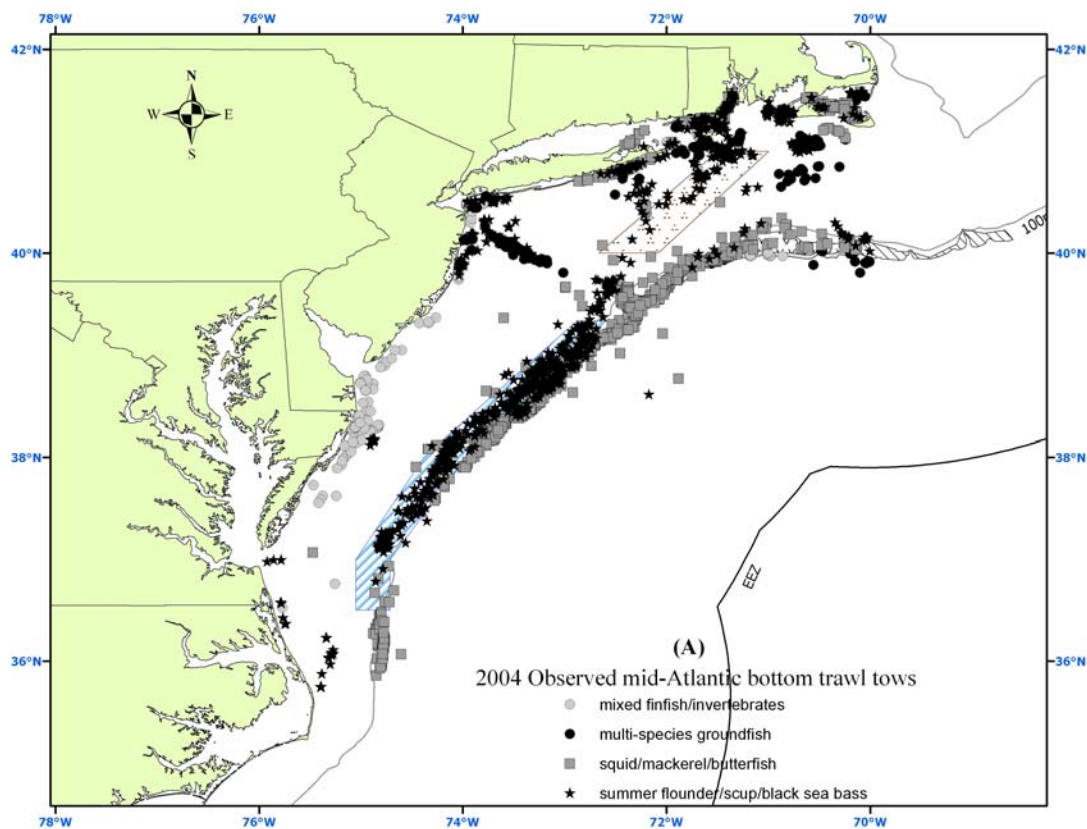 78°W 76°W 74°W 72°W 70°W
42°N 42°N
N
W E
S
100m
40°N 40°N
38°N 38°N
EEZ
36°N 36°N
(A)
2004 Observed mid-Atlantic bottom trawl tows
mixed finfish/invertebrates
multi-species groundfish
squid/mackerel/butterfish
summer flounder/scup/black sea bass
78°W 76°W 74°W 72°W 70°W